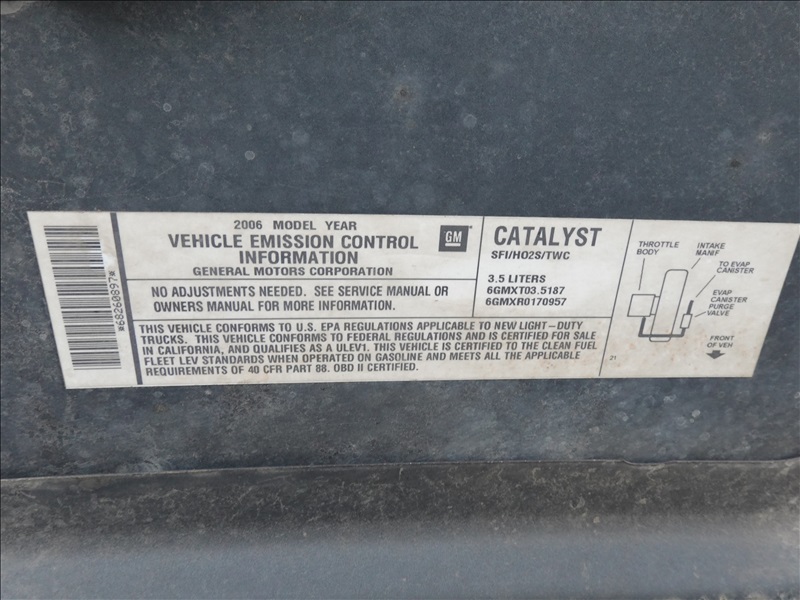 *68260897*
2006 MODEL YEAR
VEHICLE EMISSION CONTROL
INFORMATION
GENERAL MOTORS CORPORATION
GM
NO ADJUSTMENTS NEEDED. SEE SERVICE MANUAL OR
OWNERS MANUAL FOR MORE INFORMATION.
CATALYST
SFI/HO2S/TWC
3.5 LITERS
6GMXT03.5187
6GMXR0170957
THIS VEHICLE CONFORMS TO U.S. EPA REGULATIONS APPLICABLE TO NEW LIGHT-DUTY
TRUCKS. THIS VEHICLE CONFORMS TO FEDERAL REGULATIONS AND IS CERTIFIED FOR SALE
IN CALIFORNIA, AND QUALIFIES AS A ULEV1. THIS VEHICLE IS CERTIFIED TO THE CLEAN FUEL
FLEET LEV STANDARDS WHEN OPERATED ON GASOLINE AND MEETS ALL THE APPLICABLE
REQUIREMENTS OF 40 CFR PART 88. OBD II CERTIFIED.
21
THROTTLE
BODY
INTAKE
MANIF
TO EVAP
CANISTER
EVAP
CANISTER
PURGE
VALVE
FRONT
OF VEH